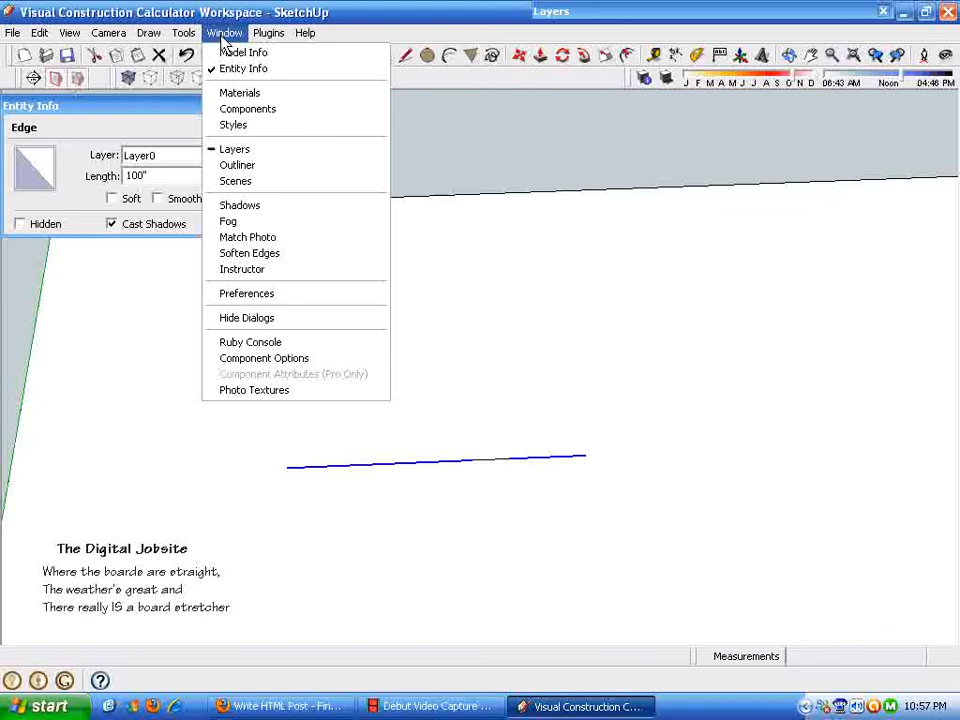 Visual Construction Calculator Workspace - SketchUp
Layers
File Edit View Camera Draw Tools Window Plugins Help
Model Info
Entity Info
Materials
Components
Styles
Layers
Outliner
Scenes
Shadows
Fog
Match Photo
Soften Edges
Instructor
Preferences
Hide Dialogs
Ruby Console
Component Options
Component Attributes (Pro Only)
Photo Textures
J F M A M J J A S O N D 06:43 AM Noon 04:46 PM
Entity Info
Edge
Layer: Layer0
Length: 100"
Soft Smooth
Hidden Cast Shadows
The Digital Jobsite
Where the boards are straight,
The weather's great and
There really IS a board stretcher
Measurements
start
Write HTML Post - Fin...
Debut Video Capture ...
Visual Construction C...
10:57 PM